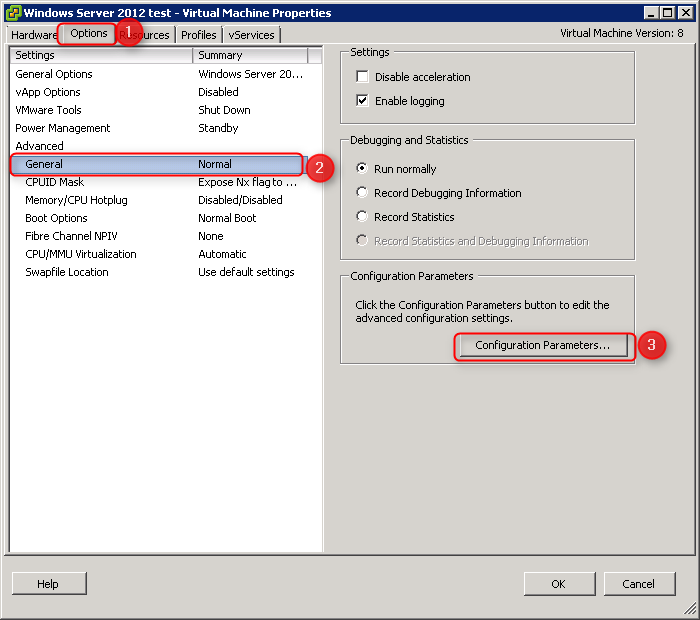 Windows Server 2012 test - Virtual Machine Properties
Hardware Options 1 Resources Profiles vServices Virtual Machine Version: 8
Settings Summary
General Options Windows Server 20...
vApp Options Disabled
VMware Tools Shut Down
Power Management Standby
Advanced
General Normal 2
CPUID Mask Expose Nx flag to ...
Memory/CPU Hotplug Disabled/Disabled
Boot Options Normal Boot
Fibre Channel NPIV None
CPU/MMU Virtualization Automatic
Swapfile Location Use default settings
Settings
Disable acceleration
Enable logging
Debugging and Statistics
Run normally
Record Debugging Information
Record Statistics
Record Statistics and Debugging Information
Configuration Parameters
Click the Configuration Parameters button to edit the
advanced configuration settings.
Configuration Parameters... 3
Help OK Cancel